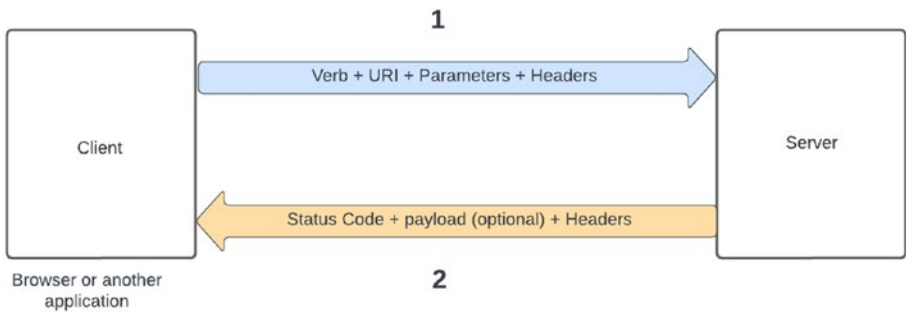 1
Verb + URI + Parameters + Headers
Client
Server
Status Code + payload (optional) + Headers
Browser or another
application
2